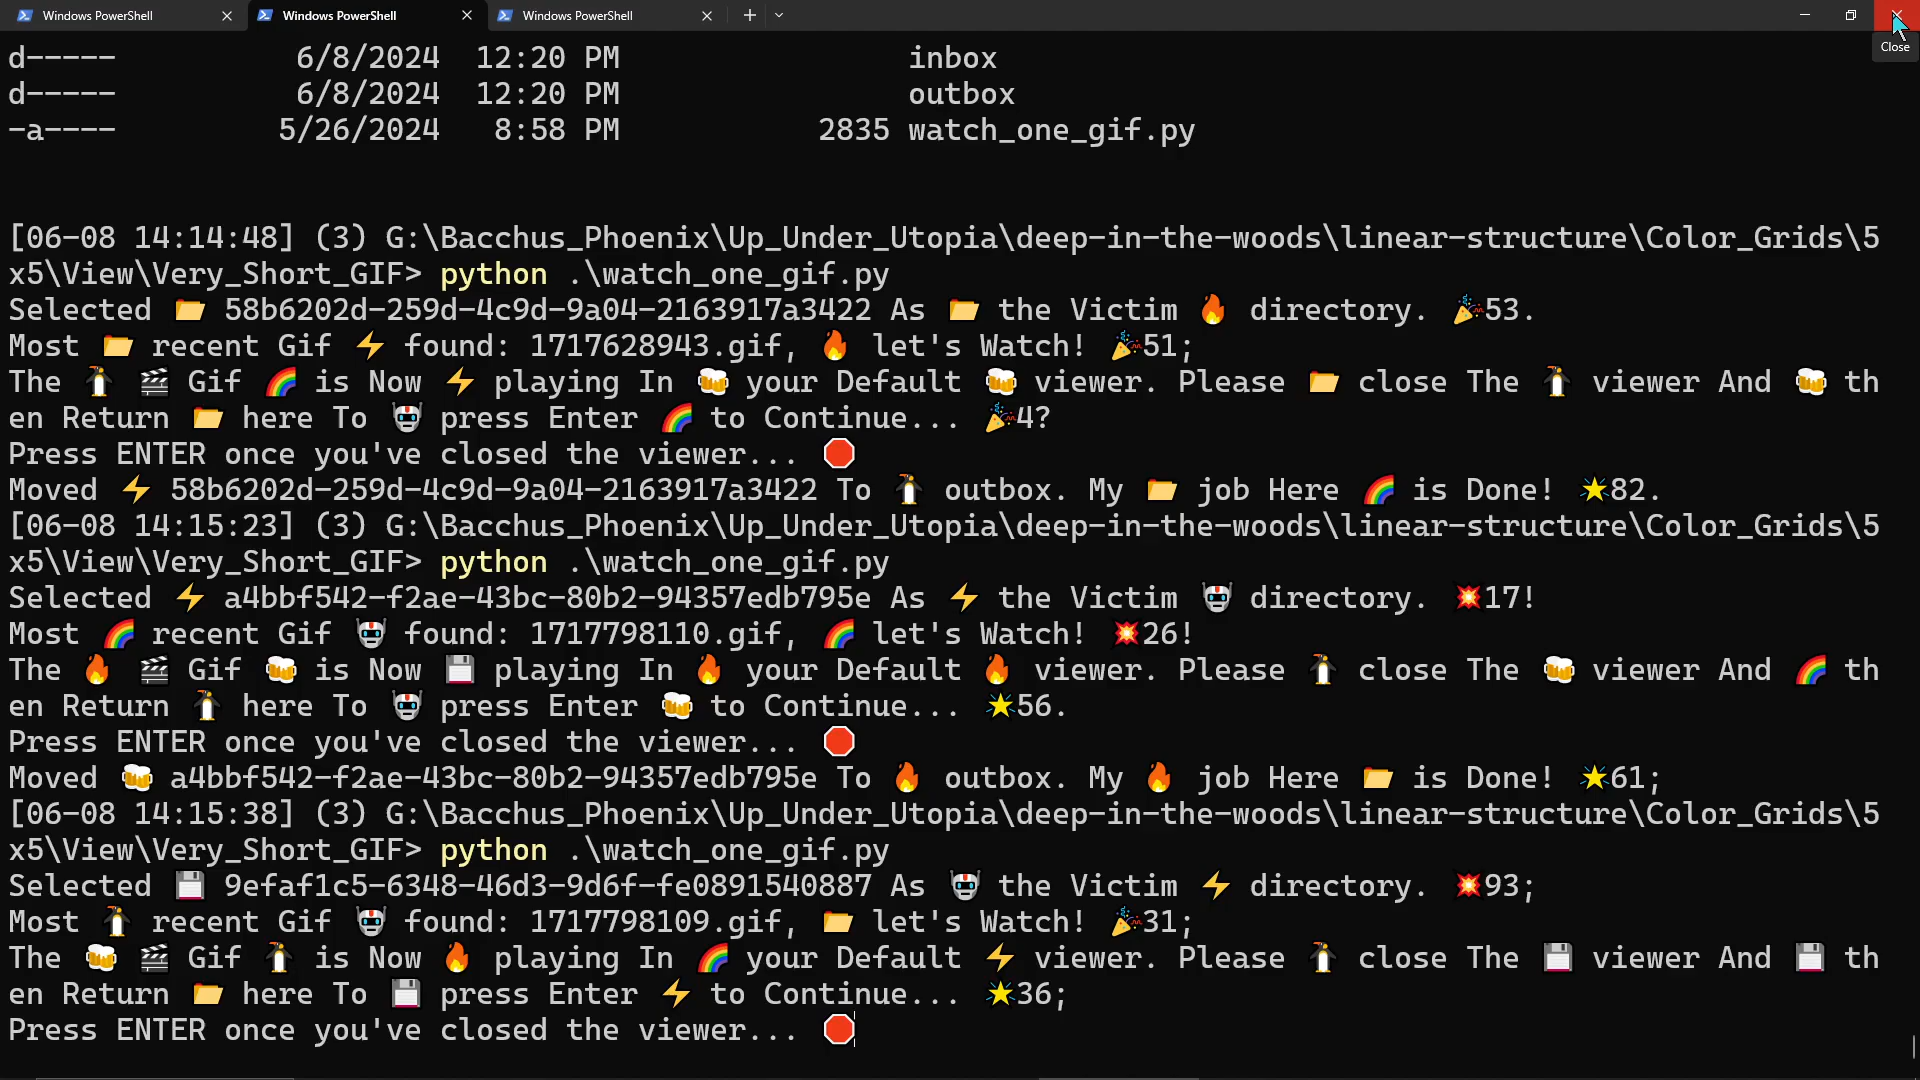 Windows PowerShell Windows PowerShell Windows PowerShell
Close
d----- 6/8/2024 12:20 PM inbox
d----- 6/8/2024 12:20 PM outbox
-a---- 5/26/2024 8:58 PM 2835 watch_one_gif.py
[06-08 14:14:48] (3) G:\Bacchus_Phoenix\Up_Under_Utopia\deep-in-the-woods\linear-structure\Color_Grids\5
x5\View\Very_Short_GIF> python .\watch_one_gif.py
Selected 📂 58b6202d-259d-4c9d-9a04-2163917a3422 As 📂 the Victim 🔥 directory. 🎉53.
Most 📂 recent Gif ⚡ found: 1717628943.gif, 🔥 let's Watch! 🎉51;
The 🐧 🎬 Gif 🌈 is Now ⚡ playing In 🍻 your Default 🍻 viewer. Please 📂 close The 🐧 viewer And 🍻 th
en Return 📂 here To 🤖 press Enter 🌈 to Continue... 🎉4?
Press ENTER once you've closed the viewer... 🛑
Moved ⚡ 58b6202d-259d-4c9d-9a04-2163917a3422 To 🐧 outbox. My 📂 job Here 🌈 is Done! 🌟82.
[06-08 14:15:23] (3) G:\Bacchus_Phoenix\Up_Under_Utopia\deep-in-the-woods\linear-structure\Color_Grids\5
x5\View\Very_Short_GIF> python .\watch_one_gif.py
Selected ⚡ a4bbf542-f2ae-43bc-80b2-94357edb795e As ⚡ the Victim 🤖 directory. 💥17!
Most 🌈 recent Gif 🤖 found: 1717798110.gif, 🌈 let's Watch! 💥26!
The 🔥 🎬 Gif 🍻 is Now 💾 playing In 🔥 your Default 🔥 viewer. Please 🐧 close The 🍻 viewer And 🌈 th
en Return 🐧 here To 🤖 press Enter 🍻 to Continue... 🌟56.
Press ENTER once you've closed the viewer... 🛑
Moved 🍻 a4bbf542-f2ae-43bc-80b2-94357edb795e To 🔥 outbox. My 🔥 job Here 📂 is Done! 🌟61;
[06-08 14:15:38] (3) G:\Bacchus_Phoenix\Up_Under_Utopia\deep-in-the-woods\linear-structure\Color_Grids\5
x5\View\Very_Short_GIF> python .\watch_one_gif.py
Selected 💾 9efaf1c5-6348-46d3-9d6f-fe0891540887 As 🤖 the Victim ⚡ directory. 💥93;
Most 🐧 recent Gif 🤖 found: 1717798109.gif, 📂 let's Watch! 🎉31;
The 🍻 🎬 Gif 🐧 is Now 🔥 playing In 🌈 your Default ⚡ viewer. Please 🐧 close The 💾 viewer And 💾 th
en Return 📂 here To 💾 press Enter ⚡ to Continue... 🌟36;
Press ENTER once you've closed the viewer... 🛑